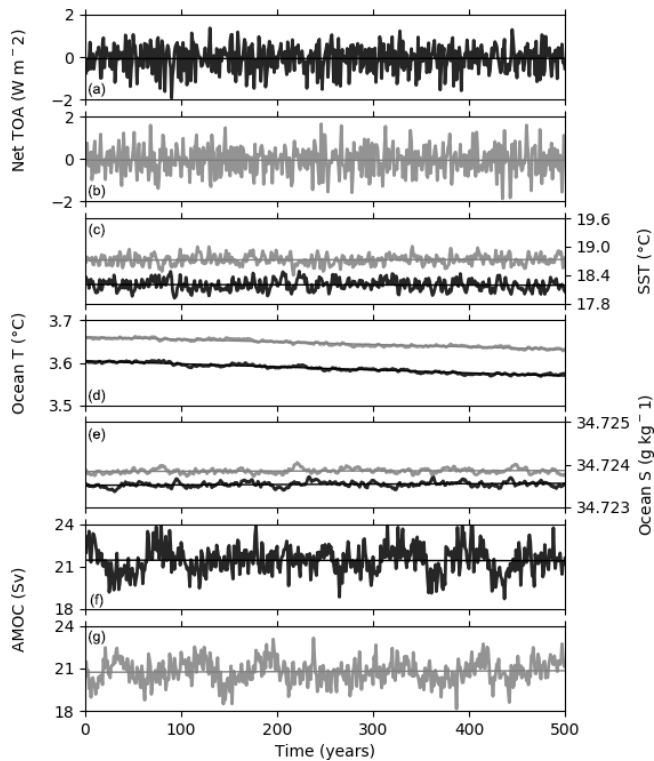 2
0
−2
(a)
Net TOA (W m − 2)
2
0
−2
(b)
(c)
19.6
19.0
18.4
17.8
SST (°C)
3.7
3.6
3.5
(d)
Ocean T (°C)
(e)
34.725
34.724
34.723
Ocean S (g kg − 1)
24
21
18
(f)
AMOC (Sv)
24
21
18
(g)
0 100 200 300 400 500
Time (years)